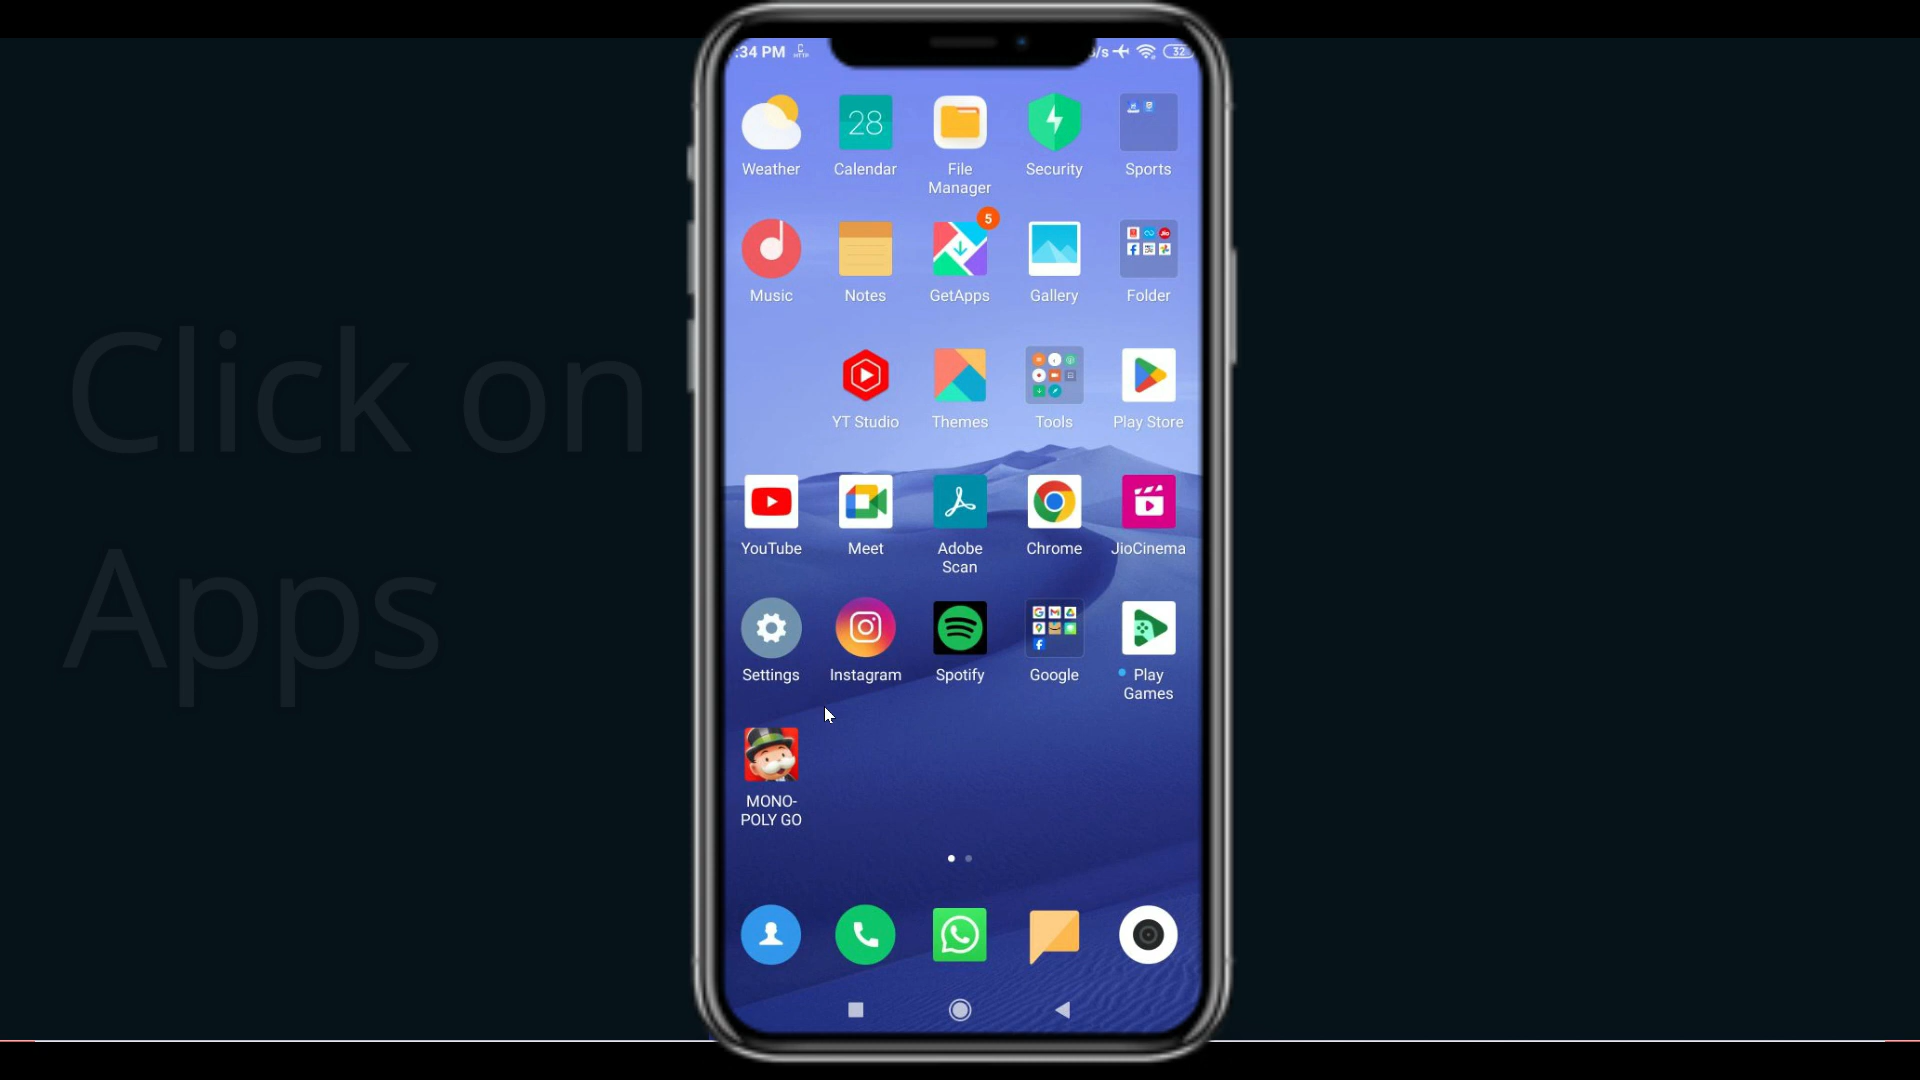 Click on
Apps
:34 PM
/s
32
28
Weather
Calendar
File
Manager
Security
Sports
5
Music
Notes
GetApps
Gallery
Folder
YT Studio
Themes
Tools
Play Store
YouTube
Meet
Adobe
Scan
Chrome
JioCinema
Settings
Instagram
Spotify
Google
Play
Games
MONO-
POLY GO